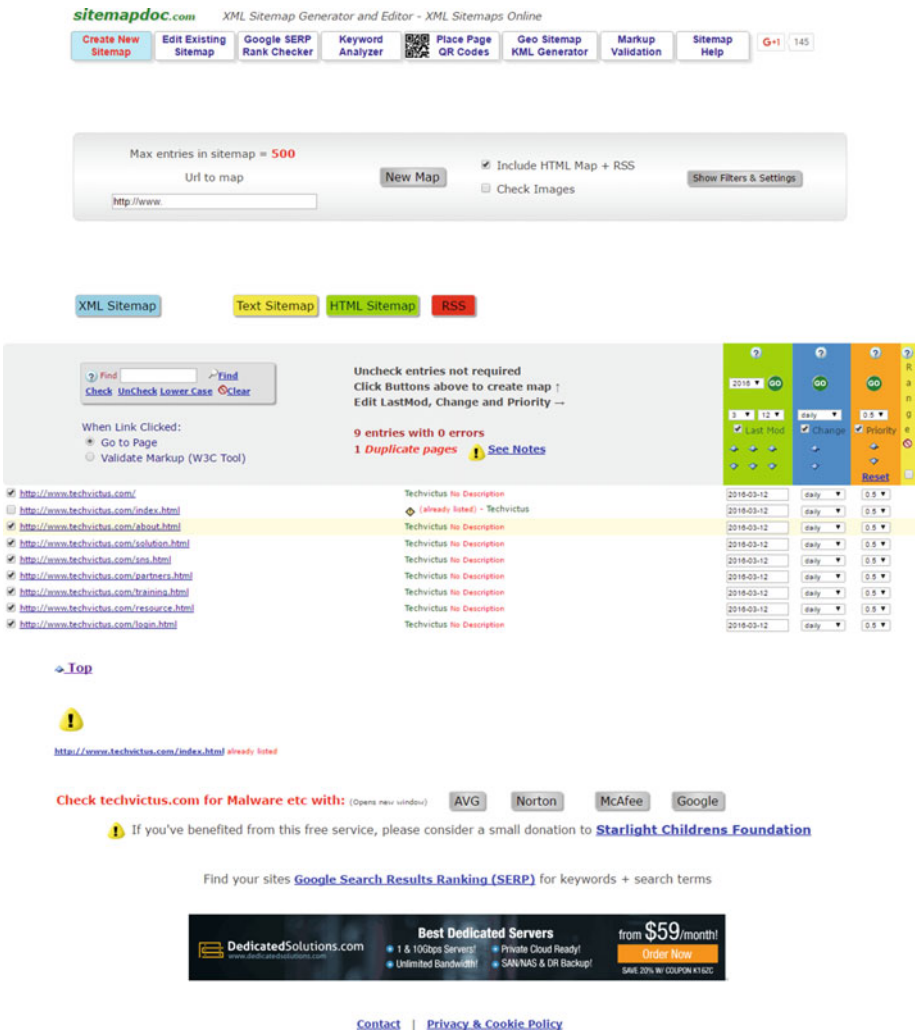 sitemapdoc.com XML Sitemap Generator and Editor - XML Sitemaps Online
Create New Sitemap Edit Existing Sitemap Google SERP Rank Checker Keyword Analyzer Place Page QR Codes Geo Sitemap KML Generator Markup Validation Sitemap Help G+1 145
Max entries in sitemap = 500
Url to map
http://www.
New Map
Include HTML Map + RSS
Check Images
Show Filters & Settings
XML Sitemap Text Sitemap HTML Sitemap RSS
? Find Find
Check UnCheck Lower Case Clear
When Link Clicked:
Go to Page
Validate Markup (W3C Tool)
Uncheck entries not required
Click Buttons above to create map ↑
Edit LastMod, Change and Priority →
9 entries with 0 errors
1 Duplicate pages See Notes
? ? ? ?
2016 GO GO GO
3 12 daily 0.5
Last Mod Change Priority
Reset
Range
http://www.techvictus.com/ Techvictus No Description 2016-03-12 daily 0.5
http://www.techvictus.com/index.html (already listed) - Techvictus 2016-03-12 daily 0.5
http://www.techvictus.com/about.html Techvictus No Description 2016-03-12 daily 0.5
http://www.techvictus.com/solution.html Techvictus No Description 2016-03-12 daily 0.5
http://www.techvictus.com/sns.html Techvictus No Description 2016-03-12 daily 0.5
http://www.techvictus.com/partners.html Techvictus No Description 2016-03-12 daily 0.5
http://www.techvictus.com/training.html Techvictus No Description 2016-03-12 daily 0.5
http://www.techvictus.com/resource.html Techvictus No Description 2016-03-12 daily 0.5
http://www.techvictus.com/login.html Techvictus No Description 2016-03-12 daily 0.5
Top
http://www.techvictus.com/index.html already listed
Check techvictus.com for Malware etc with: (Opens new window) AVG Norton McAfee Google
If you've benefited from this free service, please consider a small donation to Starlight Childrens Foundation
Find your sites Google Search Results Ranking (SERP) for keywords + search terms
DedicatedSolutions.com
www.dedicatedsolutions.com
Best Dedicated Servers
1 & 10Gbps Servers! Private Cloud Ready!
Unlimited Bandwidth! SAN/NAS & DR Backup!
from $59/month!
Order Now
SAVE 20% W/ COUPON K16ZC
Contact | Privacy & Cookie Policy